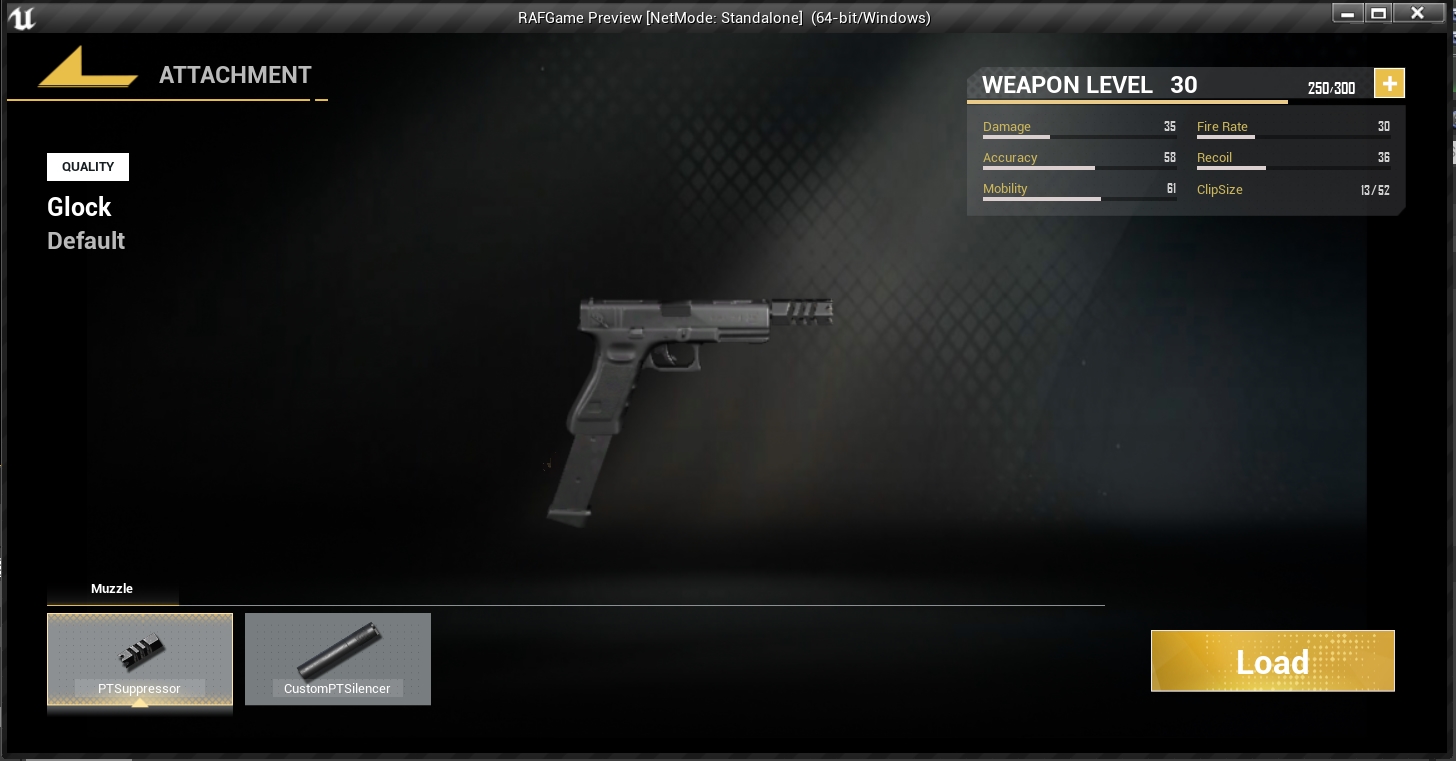 RAFGame Preview [NetMode: Standalone] (64-bit/Windows)
ATTACHMENT
WEAPON LEVEL 30
250/300
QUALITY
Glock
Default
Damage 35
Fire Rate 30
Accuracy 58
Recoil 36
Mobility 61
ClipSize 13/52
Muzzle
PTSuppressor
CustomPTSilencer
Load